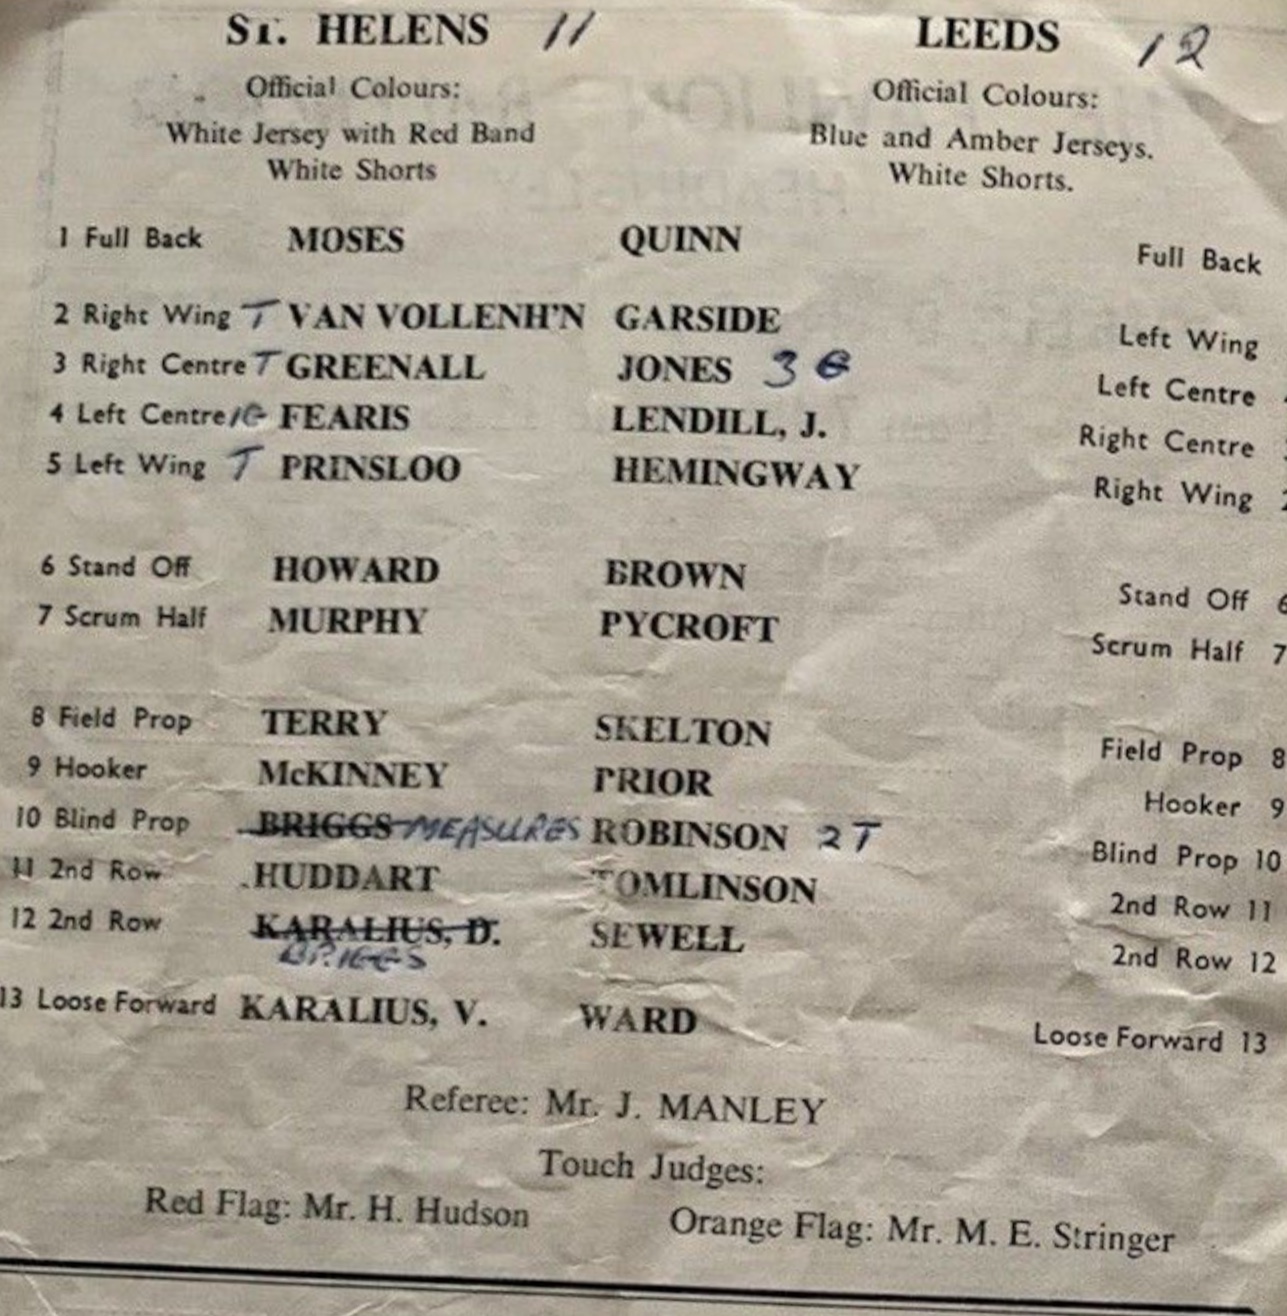 ST. HELENS 11 LEEDS 12
Official Colours: Official Colours:
White Jersey with Red Band Blue and Amber Jerseys.
White Shorts White Shorts.
1 Full Back MOSES QUINN Full Back
2 Right Wing T VAN VOLLENH'N GARSIDE Left Wing
3 Right Centre T GREENALL JONES 3 G Left Centre
4 Left Centre 1G FEARIS LENDILL, J. Right Centre
5 Left Wing T PRINSLOO HEMINGWAY Right Wing
6 Stand Off HOWARD BROWN Stand Off 6
7 Scrum Half MURPHY PYCROFT Scrum Half 7
8 Field Prop TERRY SKELTON Field Prop 8
9 Hooker McKINNEY PRIOR Hooker 9
10 Blind Prop BRIGGS MEASURES ROBINSON 2 T Blind Prop 10
11 2nd Row HUDDART TOMLINSON 2nd Row 11
12 2nd Row KARALIUS, D. SEWELL 2nd Row 12
BRIGGS
13 Loose Forward KARALIUS, V. WARD Loose Forward 13
Referee: Mr. J. MANLEY
Touch Judges:
Red Flag: Mr. H. Hudson Orange Flag: Mr. M. E. Stringer